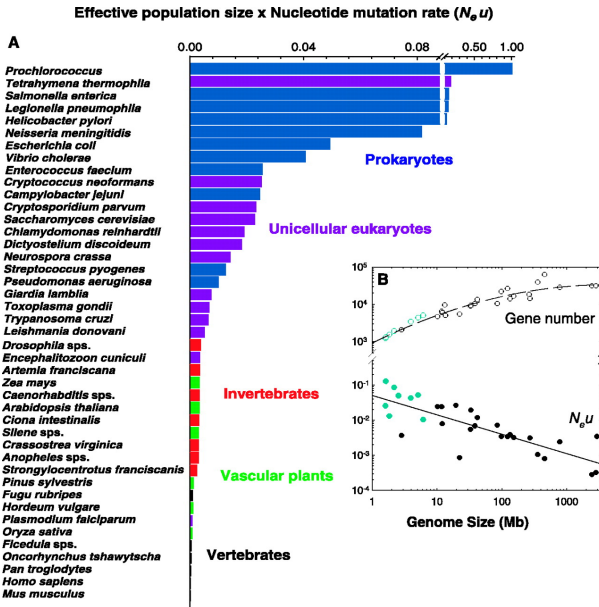 Effective population size x Nucleotide mutation rate (Neu)
A
0.00 0.04 0.08 0.50 1.00
Prochlorococcus
Tetrahymena thermophila
Salmonella enterica
Legionella pneumophila
Helicobacter pylori
Neisseria meningitidis
Escherichia coli
Vibrio cholerae
Prokaryotes
Enterococcus faecium
Cryptococcus neoformans
Campylobacter jejuni
Cryptosporidium parvum
Saccharomyces cerevisiae
Chlamydomonas reinhardtii
Unicellular eukaryotes
Dictyostelium discoideum
Neurospora crassa
Streptococcus pyogenes
Pseudomonas aeruginosa
Giardia lamblia
Toxoplasma gondii
Trypanosoma cruzi
Leishmania donovani
Drosophila sps.
Encephalitozoon cuniculi
Artemia franciscana
Zea mays
Caenorhabditis sps.
Invertebrates
Arabidopsis thaliana
Ciona intestinalis
Silene sps.
Crassostrea virginica
Anopheles sps.
Strongylocentrotus franciscanis
Vascular plants
Pinus sylvestris
Fugu rubripes
Hordeum vulgare
Plasmodium falciparum
Oryza sativa
Ficedula sps.
Vertebrates
Oncorhynchus tshawytscha
Pan troglodytes
Homo sapiens
Mus musculus
B
10^5
10^4
Gene number
10^3
10^-1
Neu
10^-2
10^-3
10^-4
1 10 100 1000
Genome Size (Mb)